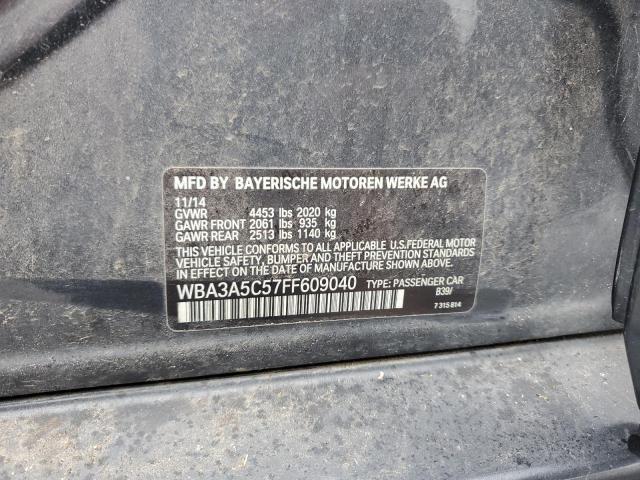 MFD BY BAYERISCHE MOTOREN WERKE AG
11/14
GVWR 4453 lbs 2020 kg
GAWR FRONT 2061 lbs 935 kg
GAWR REAR 2513 lbs 1140 kg
THIS VEHICLE CONFORMS TO ALL APPLICABLE U.S. FEDERAL MOTOR
VEHICLE SAFETY, BUMPER AND THEFT PREVENTION STANDARDS
IN EFFECT ON THE DATE OF MANUFACTURE SHOWN ABOVE.
WBA3A5C57FF609040 TYPE: PASSENGER CAR
B39/
7 315 814